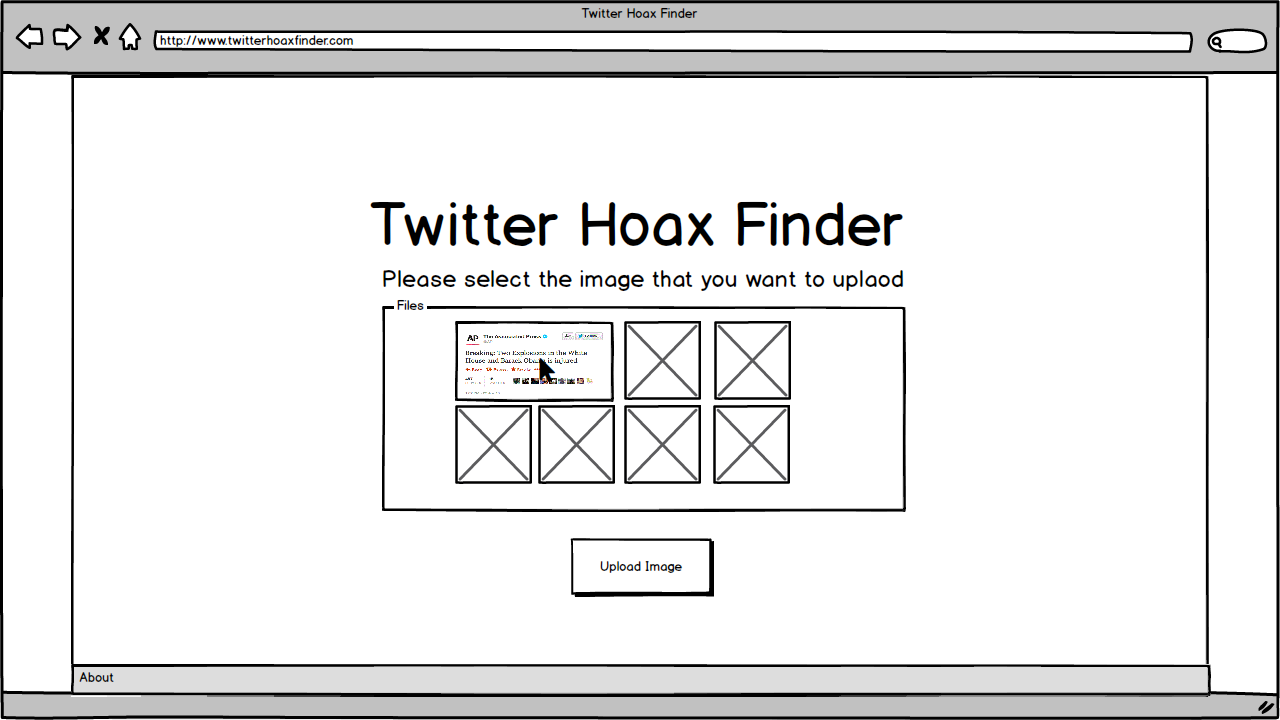 Twitter Hoax Finder
http://www.twitterhoaxfinder.com
Twitter Hoax Finder
Please select the image that you want to uplaod
Files
AP The Associated Press
Breaking: Two Explosions in the White
House and Barack Obama is injured
Upload Image
About